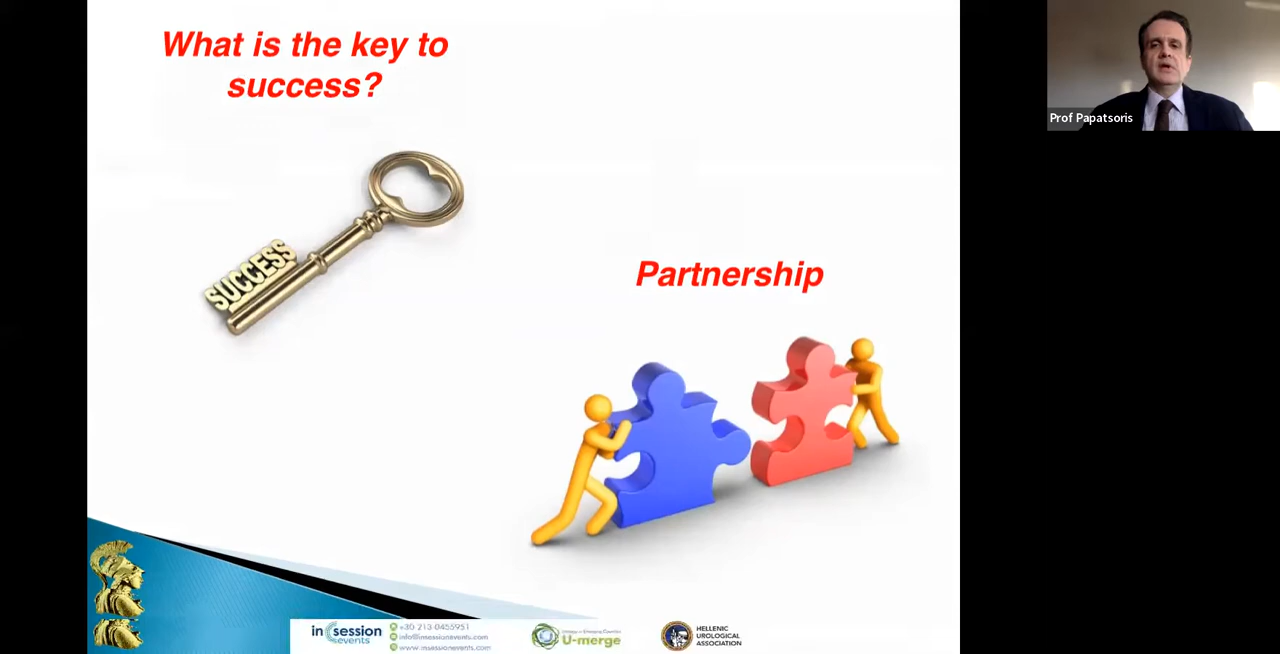 What is the key to
success?
SUCCESS
Partnership
Prof Papatsoris
in session
events
+30 213 0455951
info@insessionevents.com
www.insessionevents.com
U-merge
HELLENIC
UROLOGICAL
ASSOCIATION